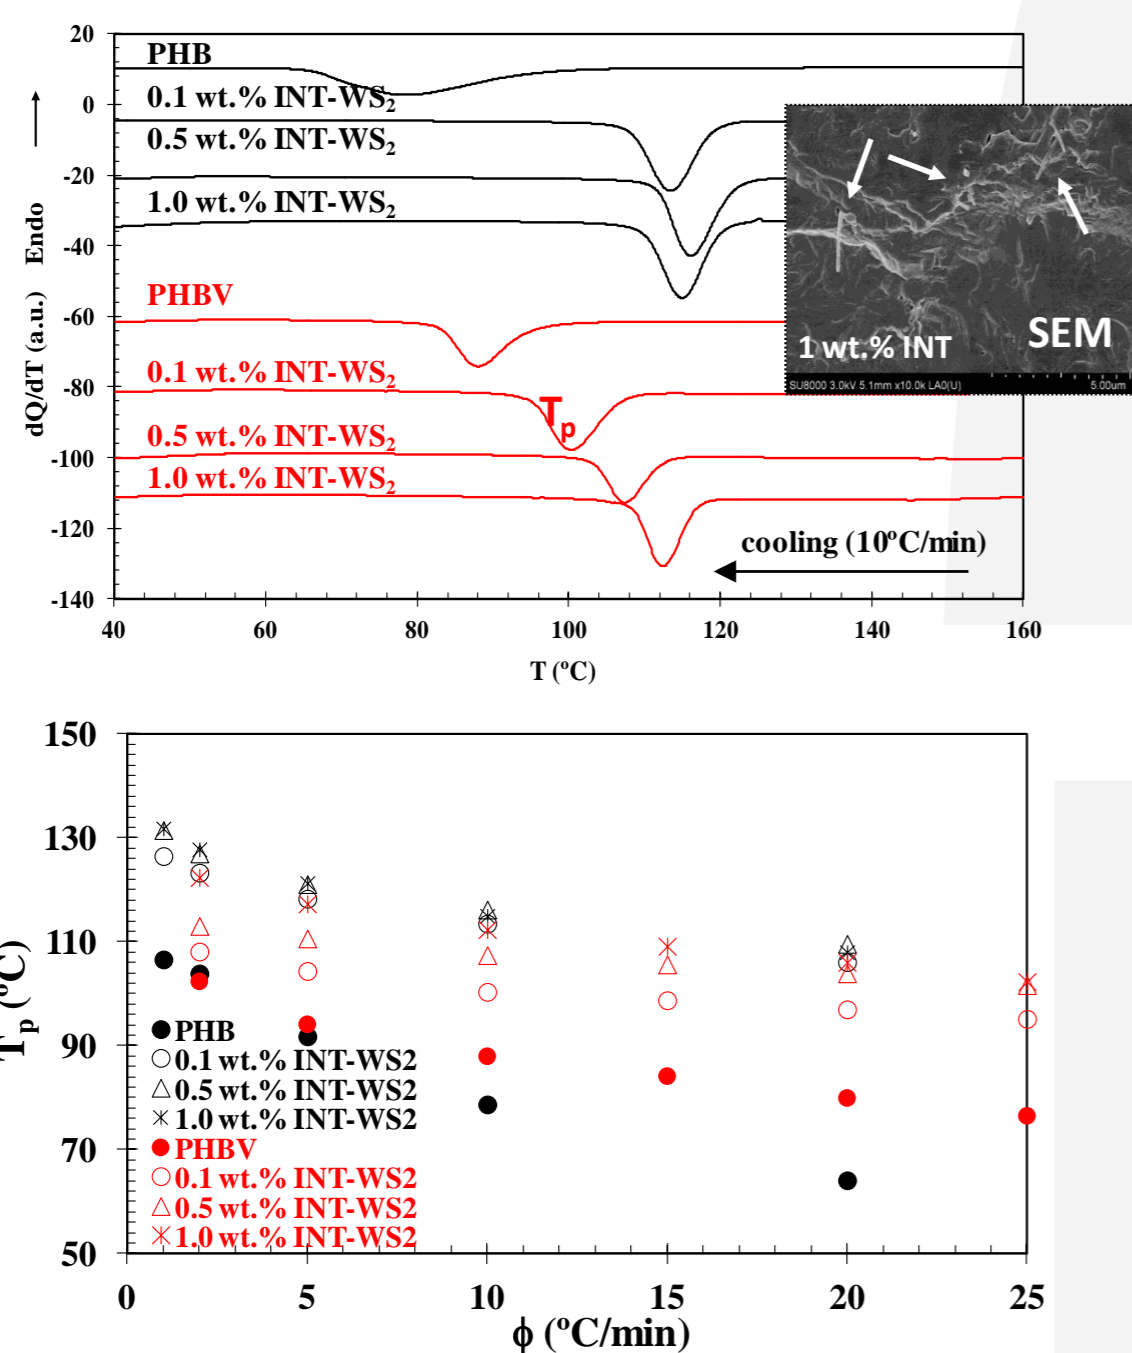 20
0
-20
-40
-60
-80
-100
-120
-140
dQ/dT (a.u.) Endo
PHB
0.1 wt.% INT-WS₂
0.5 wt.% INT-WS₂
1.0 wt.% INT-WS₂
PHBV
0.1 wt.% INT-WS₂
0.5 wt.% INT-WS₂
1.0 wt.% INT-WS₂
Tₚ
1 wt.% INT
SEM
SU8000 3.0kV 5.1mm x10.0k LA0(U)
5.00um
cooling (10ºC/min)
40 60 80 100 120 140 160
T (ºC)
150
130
110
90
70
50
Tₚ (ºC)
PHB
0.1 wt.% INT-WS2
0.5 wt.% INT-WS2
1.0 wt.% INT-WS2
PHBV
0.1 wt.% INT-WS2
0.5 wt.% INT-WS2
1.0 wt.% INT-WS2
0 5 10 15 20 25
ϕ (ºC/min)